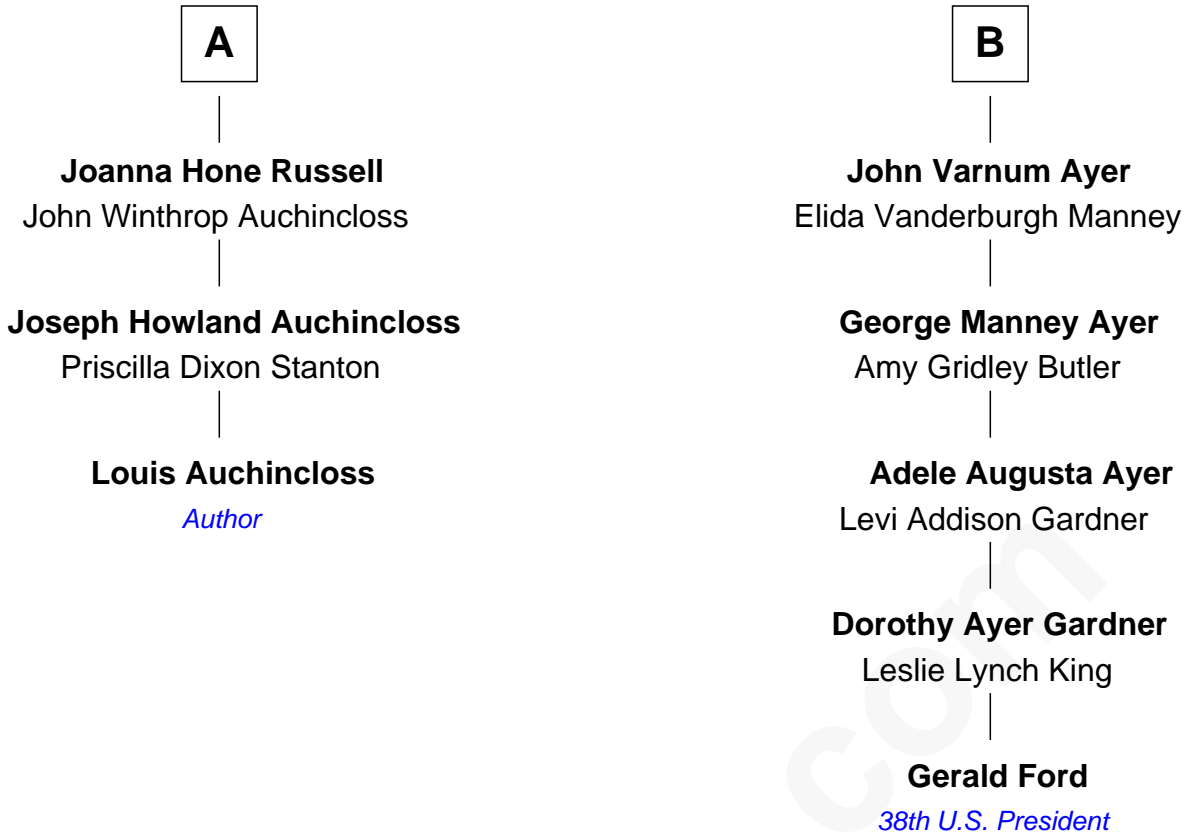 A
Joanna Hone Russell
John Winthrop Auchincloss
Joseph Howland Auchincloss
Priscilla Dixon Stanton
Louis Auchincloss
Author
B
John Varnum Ayer
Elida Vanderburgh Manney
George Manney Ayer
Amy Gridley Butler
Adele Augusta Ayer
Levi Addison Gardner
Dorothy Ayer Gardner
Leslie Lynch King
Gerald Ford
38th U.S. President
com